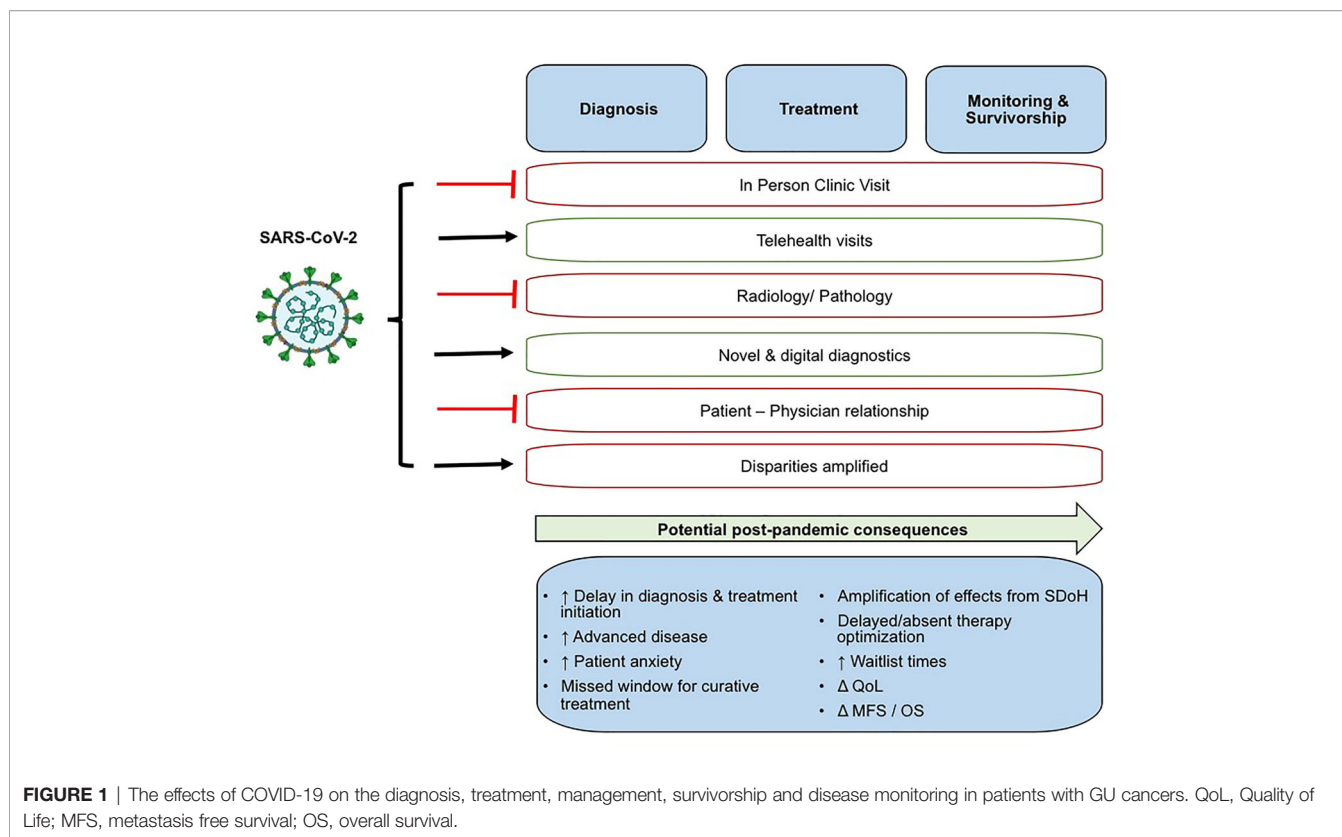 Diagnosis
Treatment
Monitoring &
Survivorship
In Person Clinic Visit
SARS-CoV-2
Telehealth visits
Radiology/ Pathology
Novel & digital diagnostics
Patient – Physician relationship
Disparities amplified
Potential post-pandemic consequences
• ↑ Delay in diagnosis & treatment
initiation
• ↑ Advanced disease
• ↑ Patient anxiety
• Missed window for curative
treatment
• Amplification of effects from SDoH
• Delayed/absent therapy
optimization
• ↑ Waitlist times
• Δ QoL
• Δ MFS / OS
FIGURE 1 | The effects of COVID-19 on the diagnosis, treatment, management, survivorship and disease monitoring in patients with GU cancers. QoL, Quality of
Life; MFS, metastasis free survival; OS, overall survival.